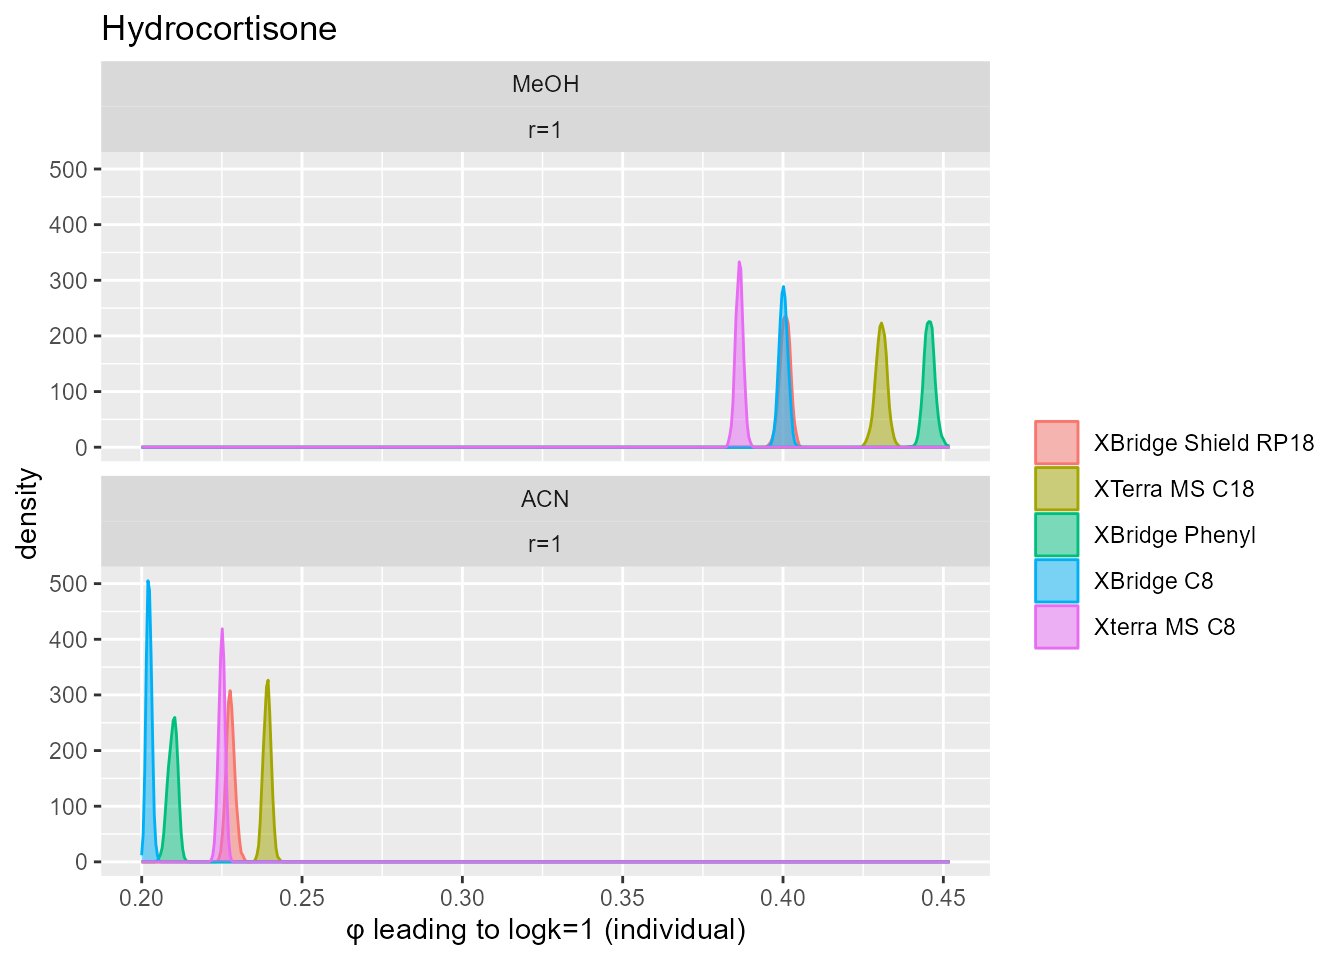 Hydrocortisone
MeOH
r=1
500
400
300
200
100
0
ACN
r=1
500
400
300
200
100
0
density
0.20 0.25 0.30 0.35 0.40 0.45
φ leading to logk=1 (individual)
XBridge Shield RP18
XTerra MS C18
XBridge Phenyl
XBridge C8
Xterra MS C8